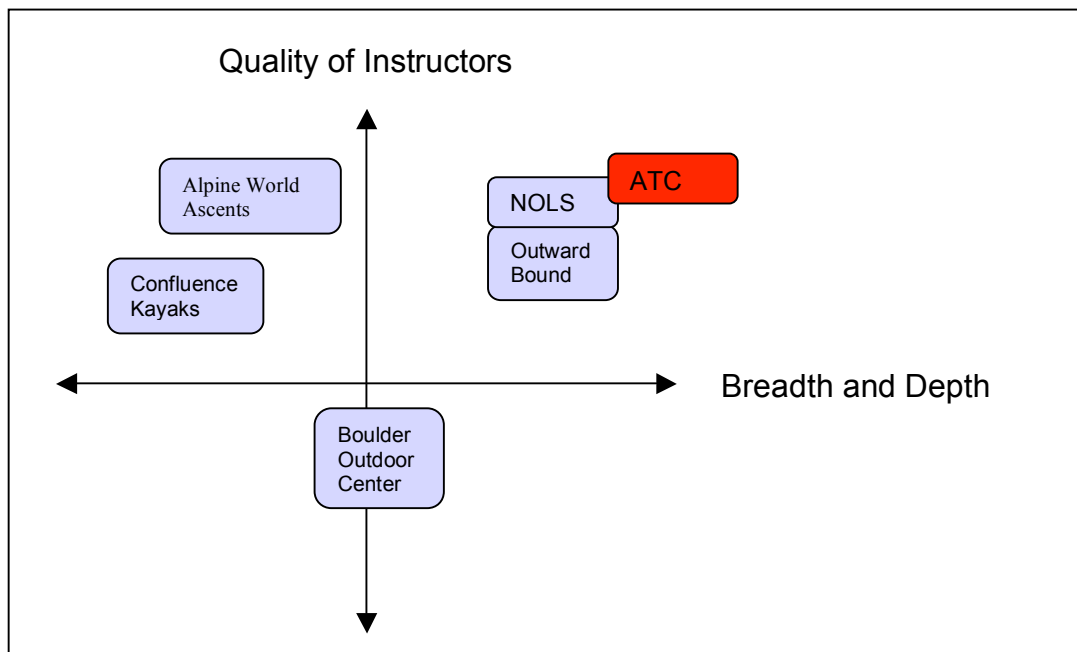 Quality of Instructors
Alpine World
Ascents
ATC
NOLS
Outward
Bound
Confluence
Kayaks
Breadth and Depth
Boulder
Outdoor
Center